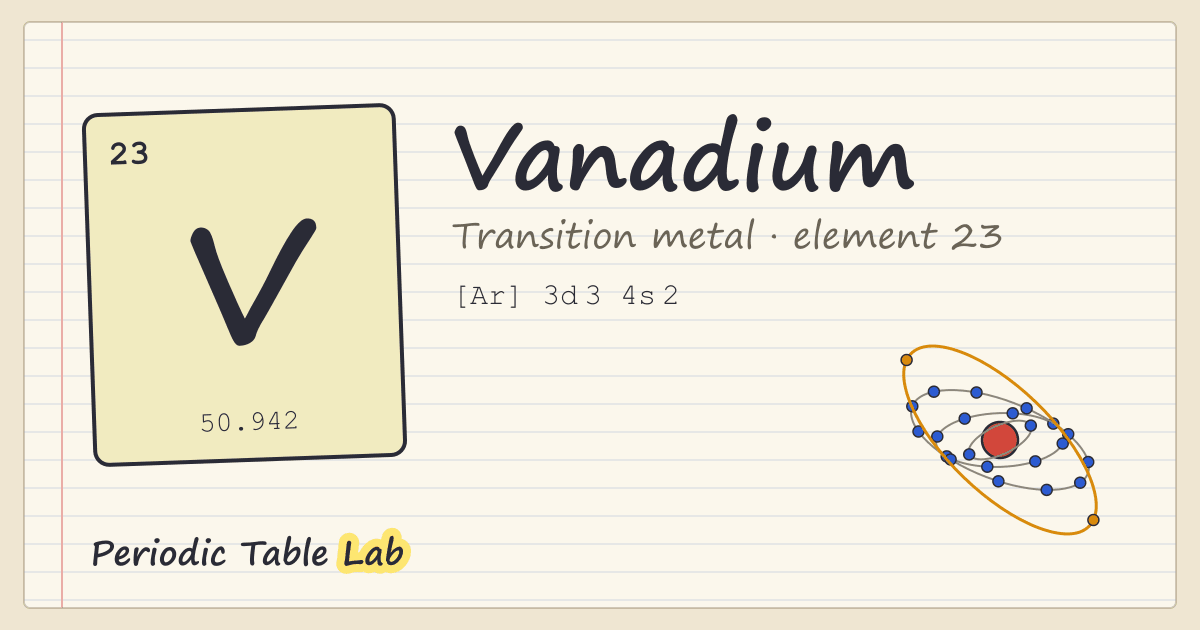 23
V
50.942
Vanadium
Transition metal · element 23
[Ar] 3d3 4s2
Periodic Table Lab